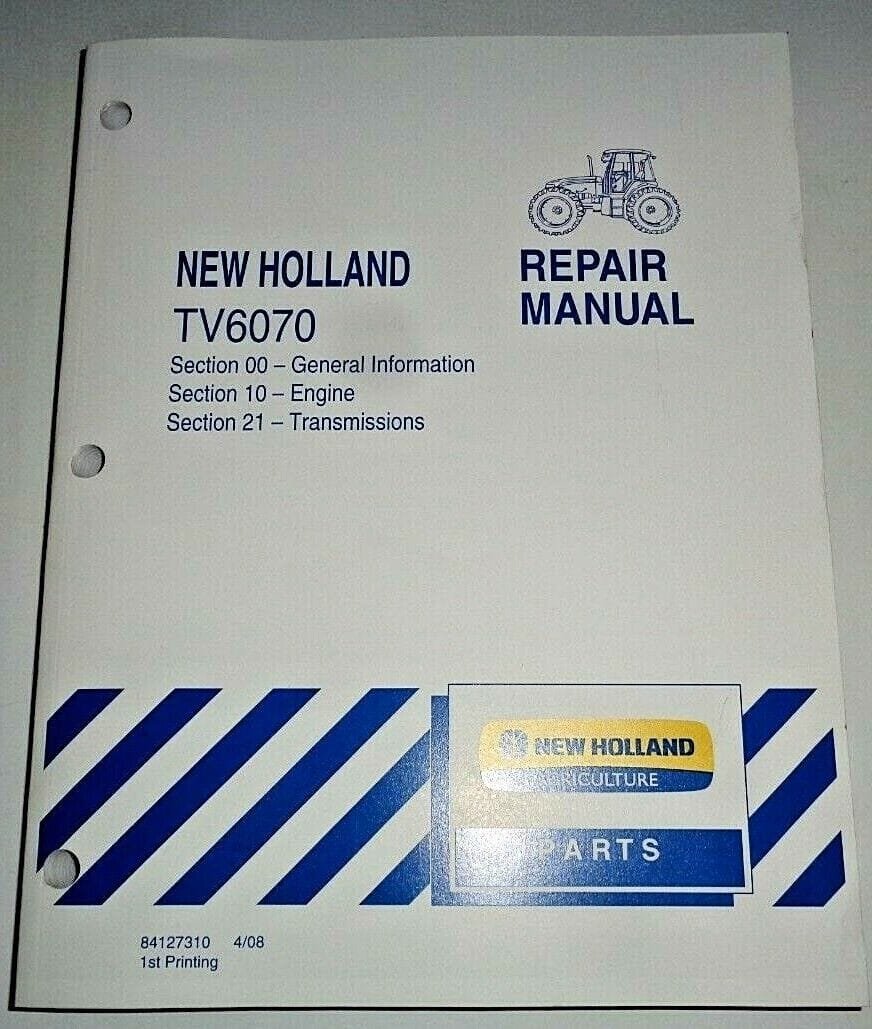 NEW HOLLAND
TV6070
Section 00 – General Information
Section 10 – Engine
Section 21 – Transmissions
REPAIR
MANUAL
NEW HOLLAND
AGRICULTURE
PARTS
84127310 4/08
1st Printing